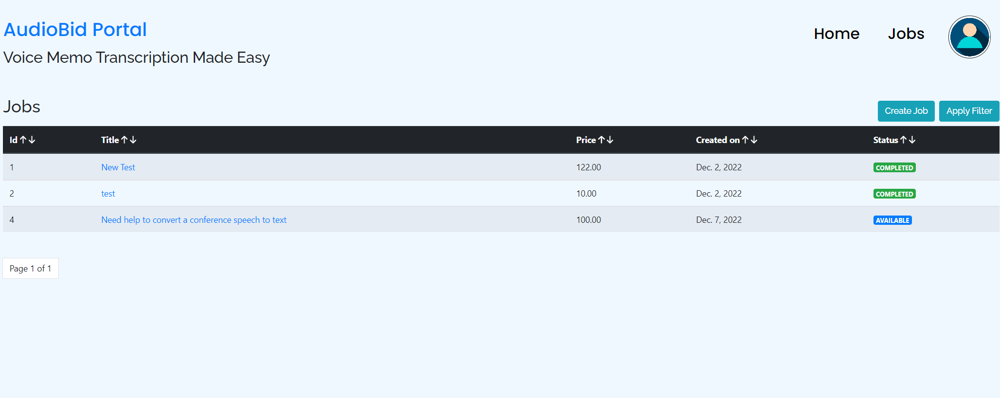 AudioBid Portal
Home Jobs
Voice Memo Transcription Made Easy
Jobs
Create Job Apply Filter
Id↑↓ Title↑↓ Price↑↓ Created on↑↓ Status↑↓
1 New Test 122.00 Dec. 2, 2022 COMPLETED
2 test 10.00 Dec. 2, 2022 COMPLETED
4 Need help to convert a conference speech to text 100.00 Dec. 7, 2022 AVAILABLE
Page 1 of 1